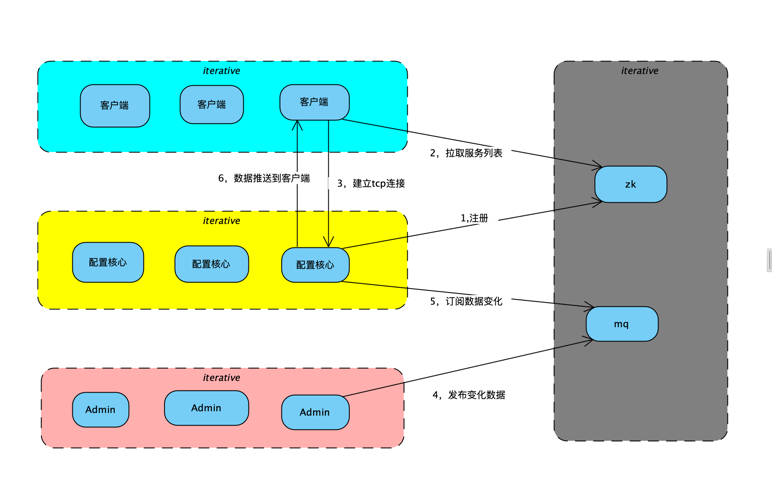 iterative
客户端
客户端
客户端
iterative
2，拉取服务列表
zk
6，数据推送到客户端
3，建立tcp连接
iterative
1,注册
配置核心
配置核心
配置核心
5，订阅数据变化
mq
iterative
4，发布变化数据
Admin
Admin
Admin